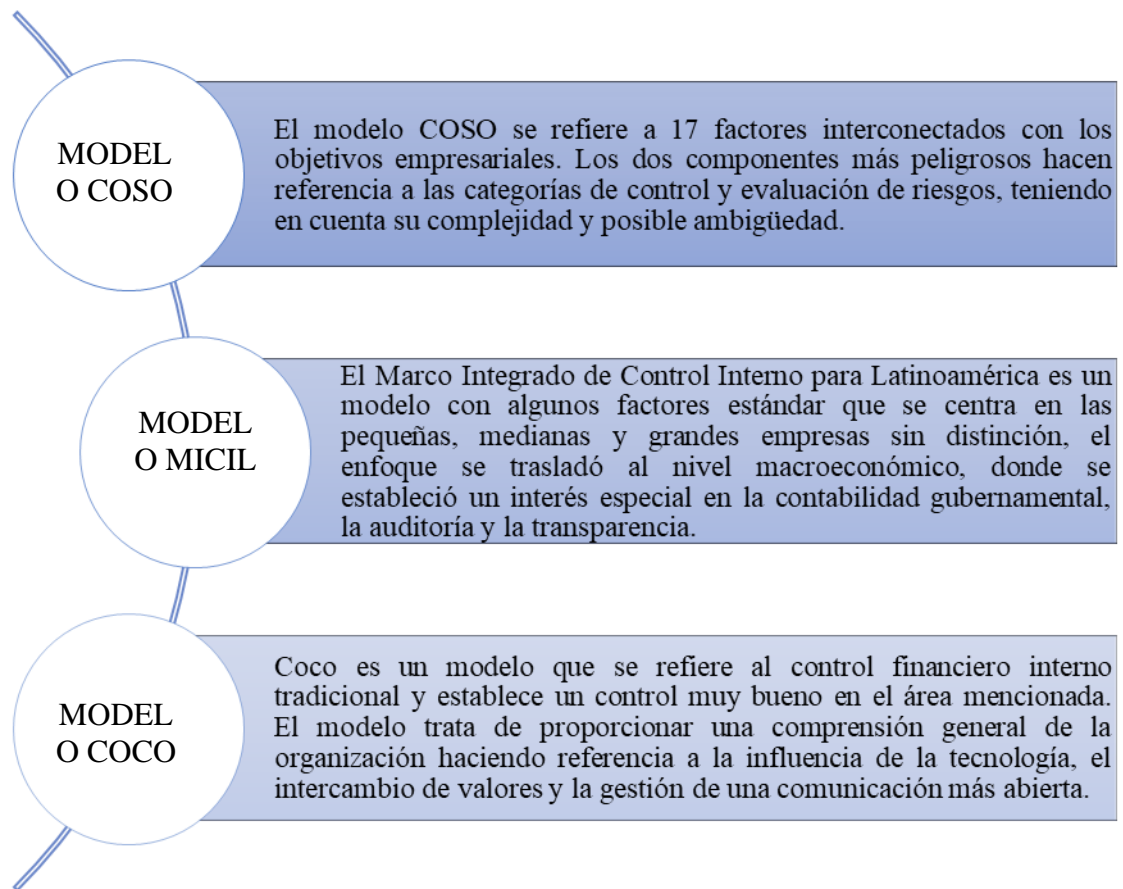 MODEL
O COSO
El modelo COSO se refiere a 17 factores interconectados con los
objetivos empresariales. Los dos componentes más peligrosos hacen
referencia a las categorías de control y evaluación de riesgos, teniendo
en cuenta su complejidad y posible ambigüedad.
MODEL
O MICIL
El Marco Integrado de Control Interno para Latinoamérica es un
modelo con algunos factores estándar que se centra en las
pequeñas, medianas y grandes empresas sin distinción, el
enfoque se trasladó al nivel macroeconómico, donde se
estableció un interés especial en la contabilidad gubernamental,
la auditoría y la transparencia.
MODEL
O COCO
Coco es un modelo que se refiere al control financiero interno
tradicional y establece un control muy bueno en el área mencionada.
El modelo trata de proporcionar una comprensión general de la
organización haciendo referencia a la influencia de la tecnología, el
intercambio de valores y la gestión de una comunicación más abierta.